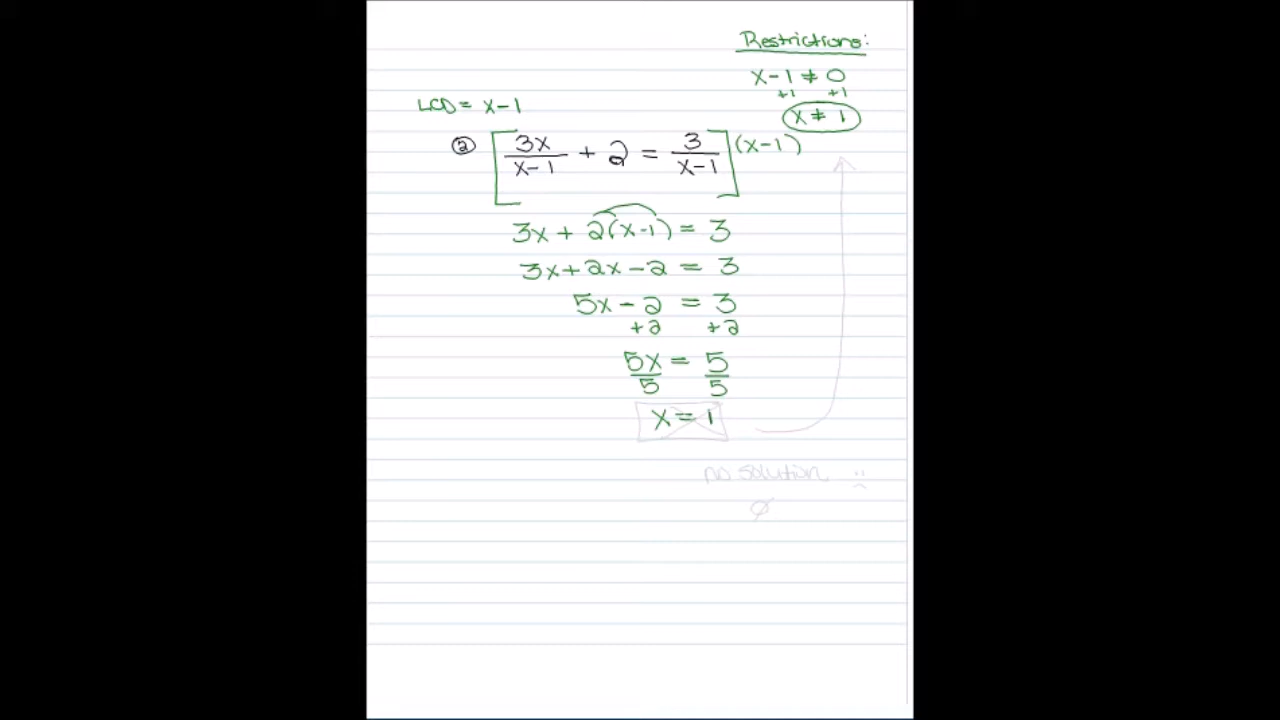 Restrictions:
x-1 ≠ 0
+1 +1
x ≠ 1
LCD = x-1
② [3x/(x-1) + 2 = 3/(x-1)] (x-1)
3x + 2(x-1) = 3
3x+2x-2 = 3
5x - 2 = 3
+2 +2
5x/5 = 5/5
x = 1
no solution :(
∅